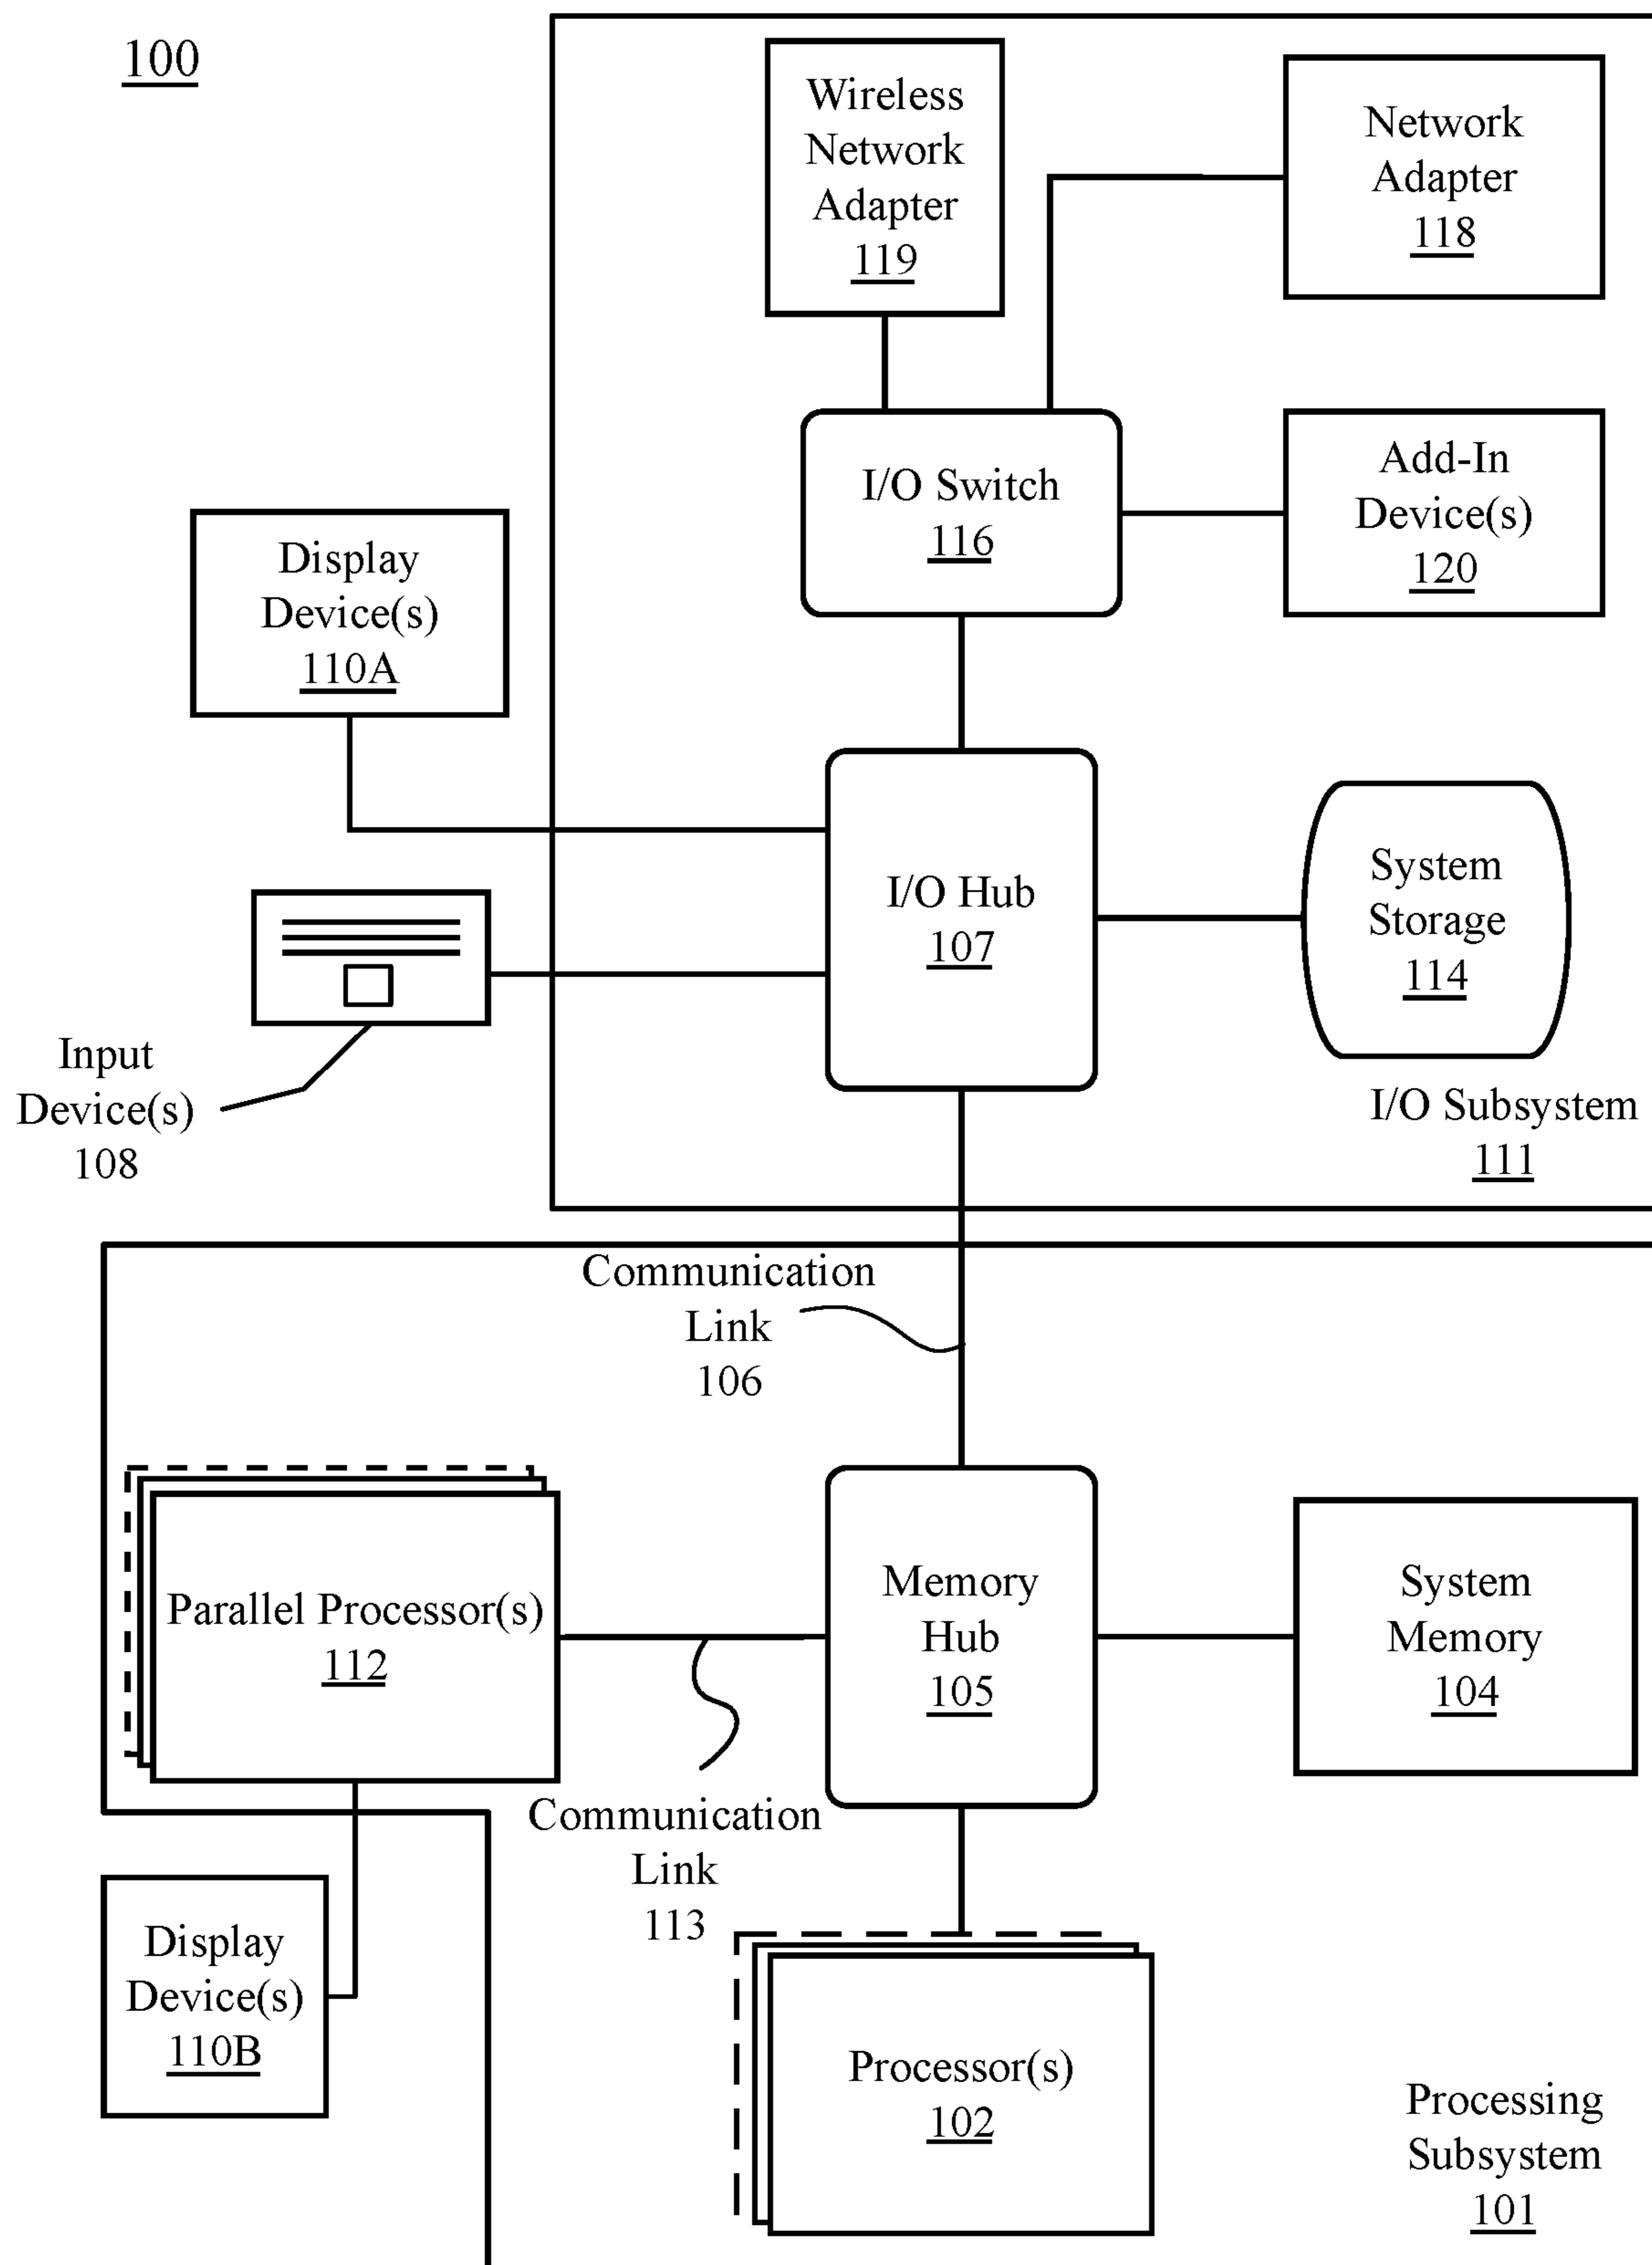 100
Wireless
Network
Adapter
119
Network
Adapter
118
I/O Switch
116
Add-In
Device(s)
120
Display
Device(s)
110A
I/O Hub
107
System
Storage
114
Input
Device(s)
108
I/O Subsystem
111
Communication
Link
106
Parallel Processor(s)
112
Memory
Hub
105
System
Memory
104
Communication
Link
113
Display
Device(s)
110B
Processor(s)
102
Processing
Subsystem
101